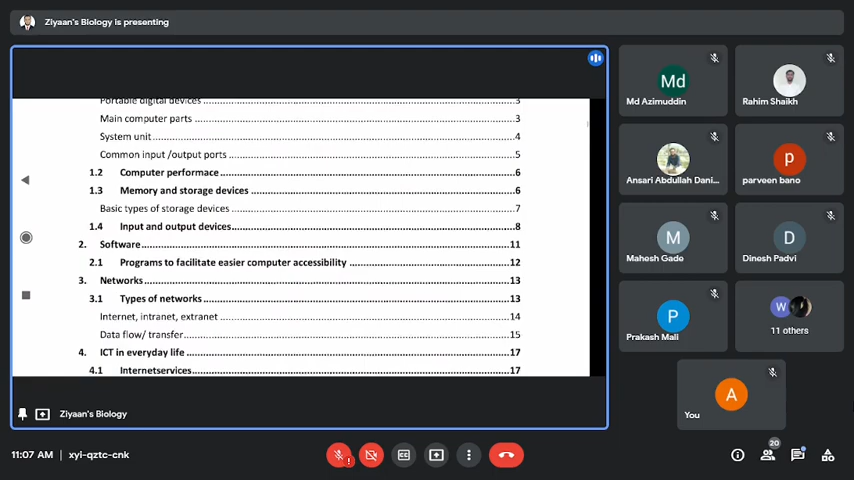 Ziyaan's Biology is presenting
Portable digital devices 3
Main computer parts 3
System unit 4
Common input /output ports 5
1.2 Computer performace 6
1.3 Memory and storage devices 6
Basic types of storage devices 7
1.4 Input and output devices 8
2. Software 11
2.1 Programs to facilitate easier computer accessibility 12
3. Networks 13
3.1 Types of networks 13
Internet, intranet, extranet 14
Data flow/ transfer 15
4. ICT in everyday life 17
4.1 Internetservices 17
Ziyaan's Biology
Md
Md Azimuddin
Rahim Shaikh
Ansari Abdullah Dani...
p
parveen bano
M
Mahesh Gade
D
Dinesh Padvi
P
Prakash Mali
W
11 others
A
You
11:07 AM | xyi-qztc-cnk
CC
20